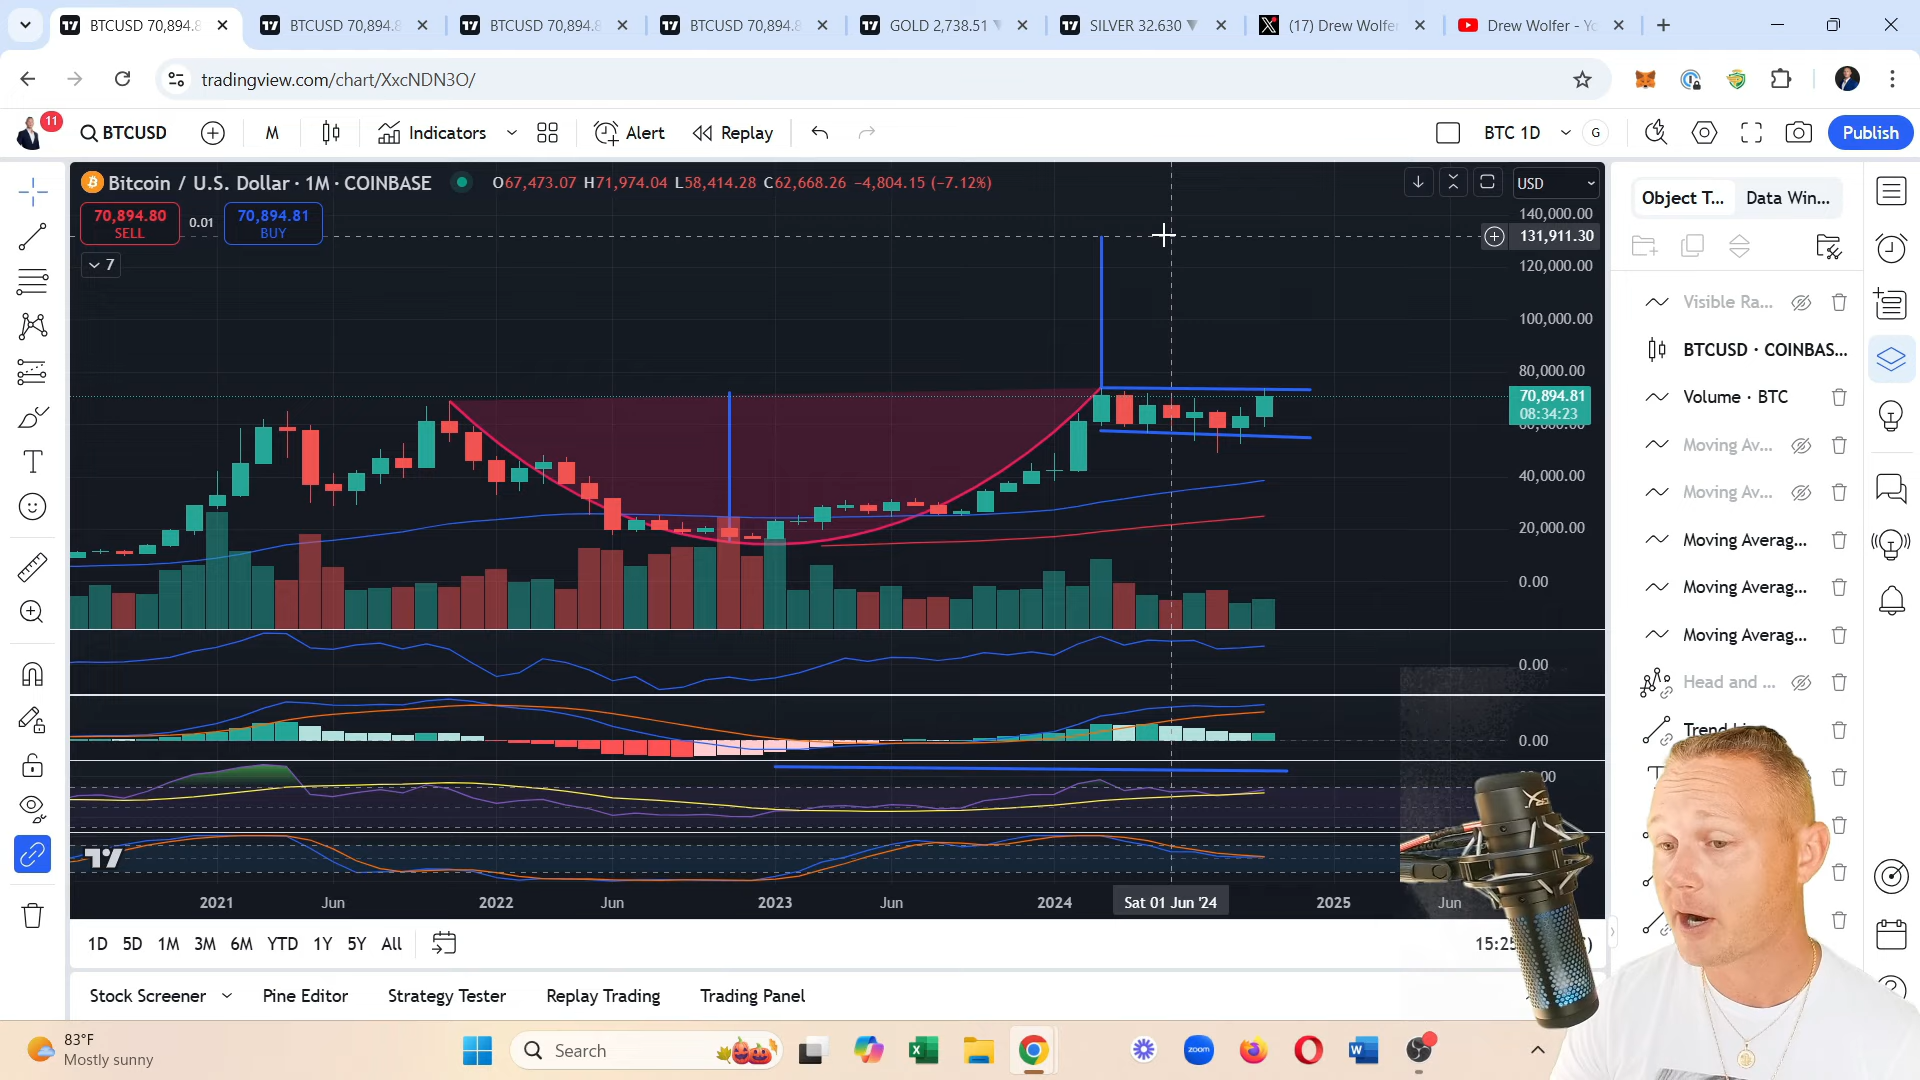 BTCUSD 70,894.8
BTCUSD 70,894.8
BTCUSD 70,894.8
BTCUSD 70,894.8
GOLD 2,738.51 ▼
SILVER 32.630 ▼
(17) Drew Wolfer
Drew Wolfer - Yo
tradingview.com/chart/XxcNDN3O/
11
BTCUSD
M
Indicators
Alert
Replay
BTC 1D
G
Publish
Bitcoin / U.S. Dollar · 1M · COINBASE
O67,473.07 H71,974.04 L58,414.28 C62,668.26 −4,804.15 (−7.12%)
USD
70,894.80
SELL
0.01
70,894.81
BUY
7
140,000.00
131,911.30
120,000.00
100,000.00
80,000.00
70,894.81
08:34:23
60,000.00
40,000.00
20,000.00
0.00
0.00
0.00
2021
Jun
2022
Jun
2023
Jun
2024
Sat 01 Jun '24
2025
Jun
Object T...
Data Win...
Visible Ra...
BTCUSD · COINBAS...
Volume · BTC
Moving Av...
Moving Av...
Moving Averag...
Moving Averag...
Moving Averag...
Head and ...
1D
5D
1M
3M
6M
YTD
1Y
5Y
All
Stock Screener
Pine Editor
Strategy Tester
Replay Trading
Trading Panel
83°F
Mostly sunny
Search
zoom